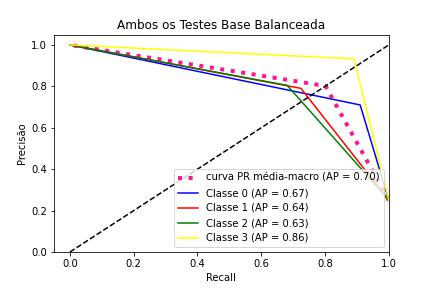 Ambos os Testes Base Balanceada
Precisão
1.0
0.8
0.6
0.4
0.2
0.0
curva PR média-macro (AP = 0.70)
Classe 0 (AP = 0.67)
Classe 1 (AP = 0.64)
Classe 2 (AP = 0.63)
Classe 3 (AP = 0.86)
0.0 0.2 0.4 0.6 0.8 1.0
Recall